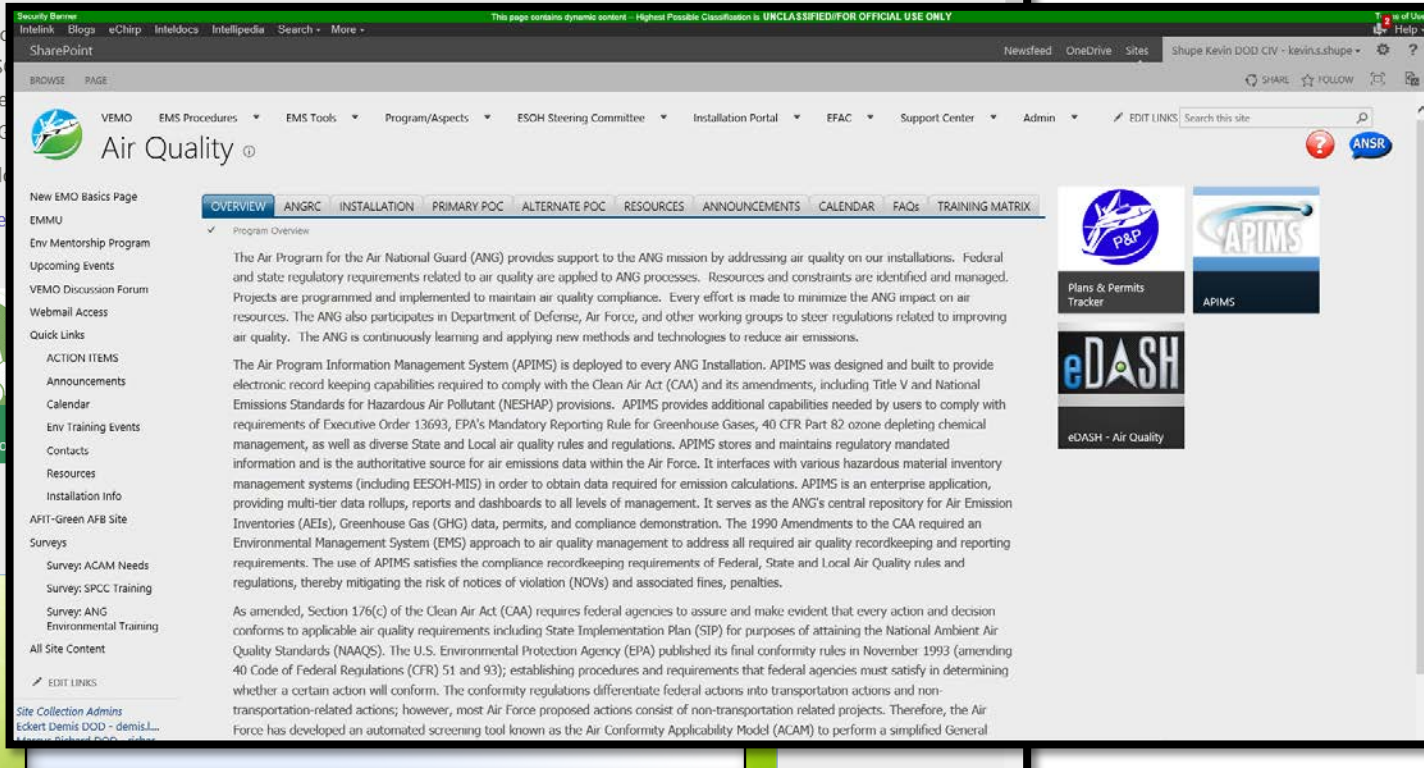 Security Banner
This page contains dynamic content -- Highest Possible Classification is UNCLASSIFIED//FOR OFFICIAL USE ONLY
of Use
Intelink Blogs eChirp Inteldocs Intellipedia Search More
2
Help
SharePoint
Newsfeed OneDrive Sites Shupe Kevin DOD CIV - kevin.s.shupe
?
BROWSE PAGE
SHARE FOLLOW
VEMO EMS Procedures EMS Tools Program/Aspects ESOH Steering Committee Installation Portal EFAC Support Center Admin EDIT LINKS Search this site
Air Quality
? ANSR
New EMO Basics Page
EMMU
Env Mentorship Program
Upcoming Events
VEMO Discussion Forum
Webmail Access
Quick Links
ACTION ITEMS
Announcements
Calendar
Env Training Events
Contacts
Resources
Installation Info
AFIT-Green AFB Site
Surveys
Survey: ACAM Needs
Survey: SPCC Training
Survey: ANG
Environmental Training
All Site Content
EDIT LINKS
Site Collection Admins
Eckert Demis DOD - demis.l....
OVERVIEW ANGRC INSTALLATION PRIMARY POC ALTERNATE POC RESOURCES ANNOUNCEMENTS CALENDAR FAQs TRAINING MATRIX
Program Overview
The Air Program for the Air National Guard (ANG) provides support to the ANG mission by addressing air quality on our installations. Federal
and state regulatory requirements related to air quality are applied to ANG processes. Resources and constraints are identified and managed.
Projects are programmed and implemented to maintain air quality compliance. Every effort is made to minimize the ANG impact on air
resources. The ANG also participates in Department of Defense, Air Force, and other working groups to steer regulations related to improving
air quality. The ANG is continuously learning and applying new methods and technologies to reduce air emissions.
The Air Program Information Management System (APIMS) is deployed to every ANG Installation. APIMS was designed and built to provide
electronic record keeping capabilities required to comply with the Clean Air Act (CAA) and its amendments, including Title V and National
Emissions Standards for Hazardous Air Pollutant (NESHAP) provisions. APIMS provides additional capabilities needed by users to comply with
requirements of Executive Order 13693, EPA's Mandatory Reporting Rule for Greenhouse Gases, 40 CFR Part 82 ozone depleting chemical
management, as well as diverse State and Local air quality rules and regulations. APIMS stores and maintains regulatory mandated
information and is the authoritative source for air emissions data within the Air Force. It interfaces with various hazardous material inventory
management systems (including EESOH-MIS) in order to obtain data required for emission calculations. APIMS is an enterprise application,
providing multi-tier data rollups, reports and dashboards to all levels of management. It serves as the ANG's central repository for Air Emission
Inventories (AEIs), Greenhouse Gas (GHG) data, permits, and compliance demonstration. The 1990 Amendments to the CAA required an
Environmental Management System (EMS) approach to air quality management to address all required air quality recordkeeping and reporting
requirements. The use of APIMS satisfies the compliance recordkeeping requirements of Federal, State and Local Air Quality rules and
regulations, thereby mitigating the risk of notices of violation (NOVs) and associated fines, penalties.
As amended, Section 176(c) of the Clean Air Act (CAA) requires federal agencies to assure and make evident that every action and decision
conforms to applicable air quality requirements including State Implementation Plan (SIP) for purposes of attaining the National Ambient Air
Quality Standards (NAAQS). The U.S. Environmental Protection Agency (EPA) published its final conformity rules in November 1993 (amending
40 Code of Federal Regulations (CFR) 51 and 93); establishing procedures and requirements that federal agencies must satisfy in determining
whether a certain action will conform. The conformity regulations differentiate federal actions into transportation actions and non-
transportation-related actions; however, most Air Force proposed actions consist of non-transportation related projects. Therefore, the Air
Force has developed an automated screening tool known as the Air Conformity Applicability Model (ACAM) to perform a simplified General
P&P
Plans & Permits
Tracker
APIMS
APIMS
eDASH
eDASH - Air Quality